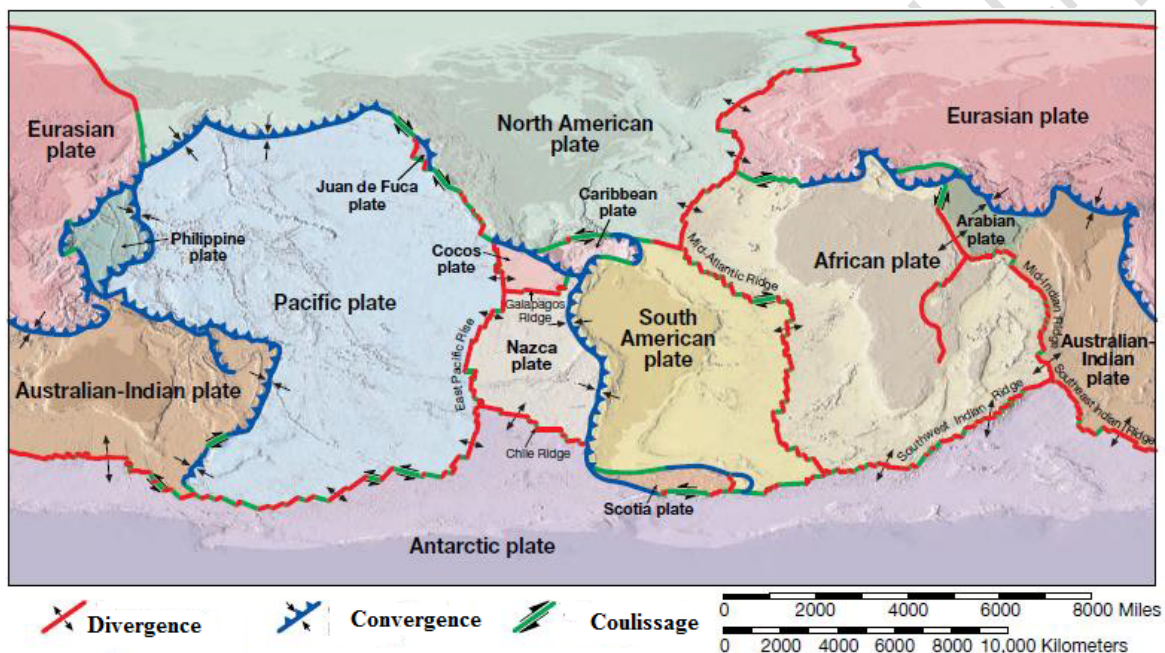 Eurasian
plate
North American
plate
Eurasian plate
Juan de Fuca
plate
Caribbean
plate
Philippine
plate
Cocos
plate
Arabian
plate
African plate
Mid-Atlantic Ridge
Mid-Indian Ridge
Pacific plate
Galapagos
Ridge
South
American
plate
Nazca
plate
East Pacific Rise
Australian-Indian plate
Australian-
Indian
plate
Southwest Indian Ridge
Southeast Indian Ridge
Chile Ridge
Scotia plate
Antarctic plate
Divergence
Convergence
Coulissage
0 2000 4000 6000 8000 Miles
0 2000 4000 6000 8000 10,000 Kilometers